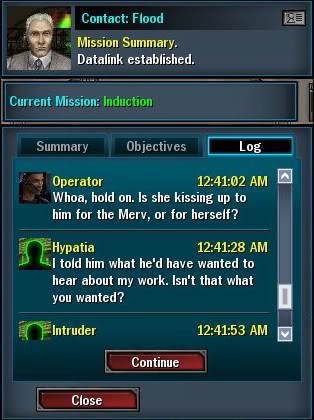 Contact: Flood
Mission Summary.
Datalink established.
Current Mission: Induction
Summary Objectives Log
Operator 12:41:02 AM
Whoa, hold on. Is she kissing up to
him for the Merv, or for herself?
Hypatia 12:41:28 AM
I told him what he'd have wanted to
hear about my work. Isn't that what
you wanted?
Intruder 12:41:53 AM
Continue
Close